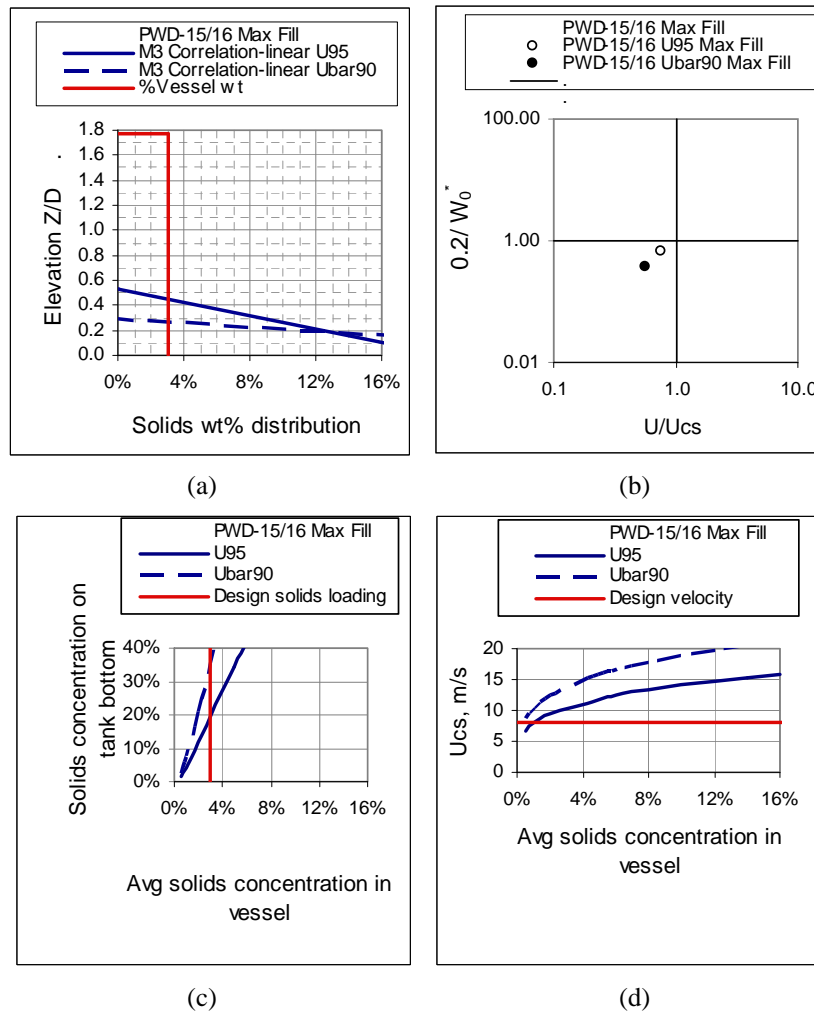 PWD-15/16 Max Fill
M3 Correlation-linear U95
M3 Correlation-linear Ubar90
%Vessel wt
Elevation Z/D
1.8
1.6
1.4
1.2
1.0
0.8
0.6
0.4
0.2
0.0
0% 4% 8% 12% 16%
Solids wt% distribution
(a)
PWD-15/16 Max Fill
PWD-15/16 U95 Max Fill
PWD-15/16 Ubar90 Max Fill
0.2/ W0*
100.00
1.00
0.01
0.1 1.0 10.0
U/Ucs
(b)
PWD-15/16 Max Fill
U95
Ubar90
Design solids loading
Solids concentration on
tank bottom
40%
30%
20%
10%
0%
0% 4% 8% 12% 16%
Avg solids concentration in
vessel
(c)
PWD-15/16 Max Fill
U95
Ubar90
Design velocity
Ucs, m/s
20
15
10
5
0
0% 4% 8% 12% 16%
Avg solids concentration in
vessel
(d)